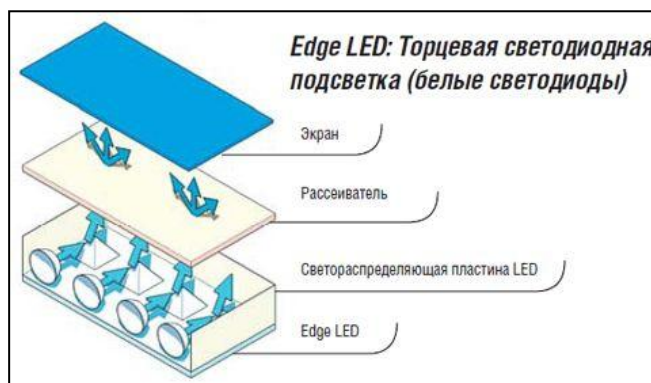 Edge LED: Торцевая светодиодная
подсветка (белые светодиоды)
Экран
Рассеиватель
Светораспределяющая пластина LED
Edge LED